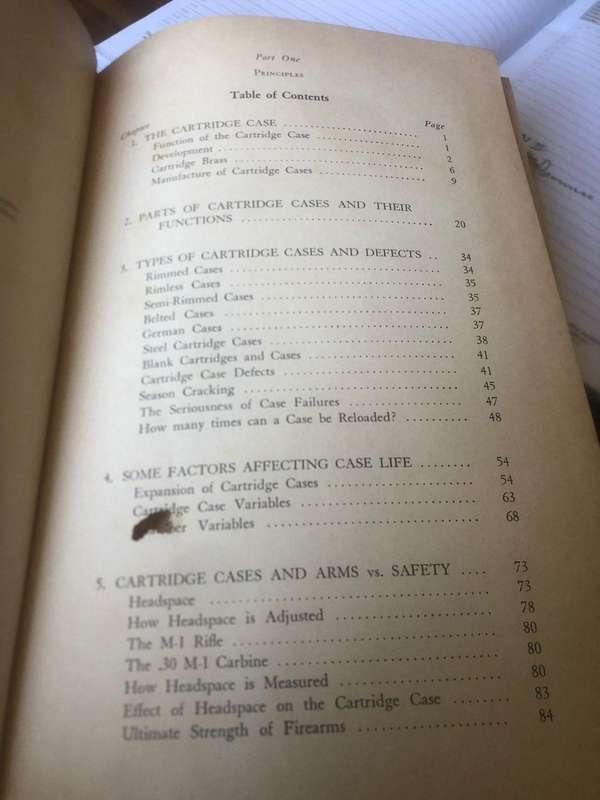 Part One
PRINCIPLES
Table of Contents
Chapter Page
1. THE CARTRIDGE CASE .......... 1
Function of the Cartridge Case .......... 1
Development .......... 2
Cartridge Brass .......... 6
Manufacture of Cartridge Cases .......... 9
2. PARTS OF CARTRIDGE CASES AND THEIR
FUNCTIONS .......... 20
3. TYPES OF CARTRIDGE CASES AND DEFECTS .. 34
Rimmed Cases .......... 34
Rimless Cases .......... 35
Semi-Rimmed Cases .......... 35
Belted Cases .......... 37
German Cases .......... 37
Steel Cartridge Cases .......... 38
Blank Cartridges and Cases .......... 41
Cartridge Case Defects .......... 41
Season Cracking .......... 45
The Seriousness of Case Failures .......... 47
How many times can a Case be Reloaded? .......... 48
4. SOME FACTORS AFFECTING CASE LIFE ........ 54
Expansion of Cartridge Cases .......... 54
Cartridge Case Variables .......... 63
Variables .......... 68
5. CARTRIDGE CASES AND ARMS vs. SAFETY .... 73
Headspace .......... 73
How Headspace is Adjusted .......... 78
The M-1 Rifle .......... 80
The .30 M-1 Carbine .......... 80
How Headspace is Measured .......... 80
Effect of Headspace on the Cartridge Case ........ 83
Ultimate Strength of Firearms .......... 84